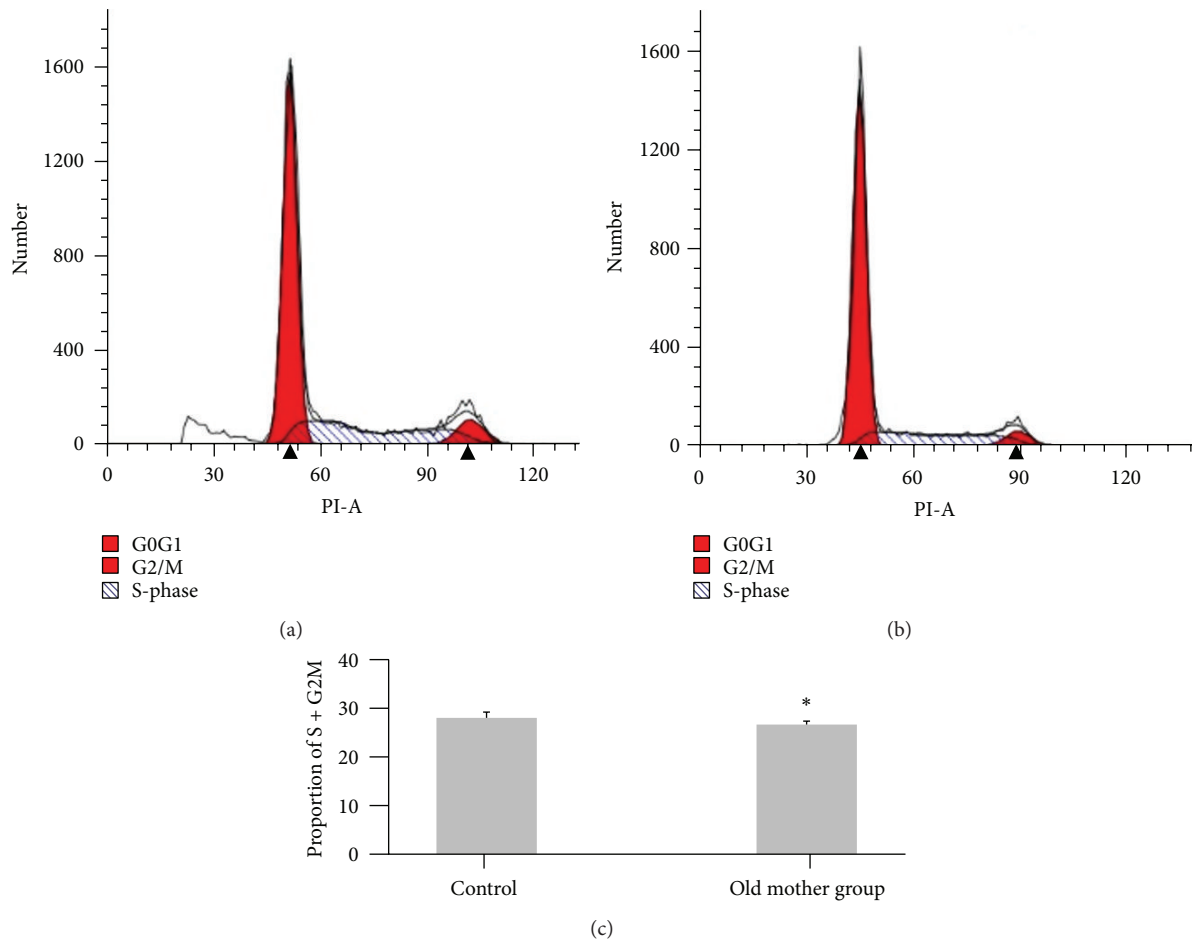 1600
1200
800
400
0
Number
0 30 60 90 120
PI-A
G0G1
G2/M
S-phase
(a)
1600
1200
800
400
0
Number
0 30 60 90 120
PI-A
G0G1
G2/M
S-phase
(b)
40
30
20
10
0
Proportion of S + G2M
*
Control Old mother group
(c)